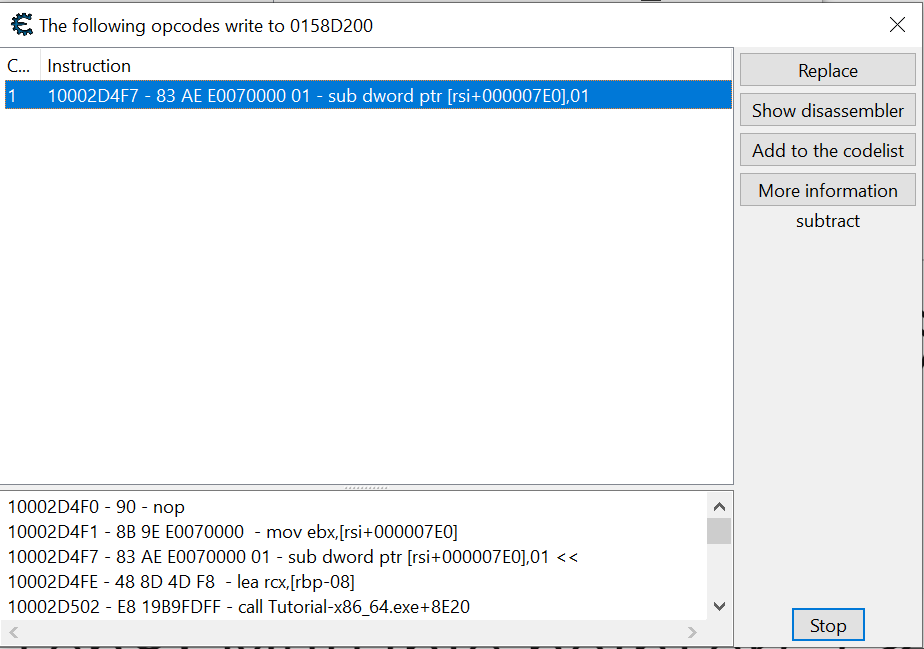 The following opcodes write to 0158D200
C... Instruction
1 10002D4F7 - 83 AE E0070000 01 - sub dword ptr [rsi+000007E0],01
Replace
Show disassembler
Add to the codelist
More information
subtract
10002D4F0 - 90 - nop
10002D4F1 - 8B 9E E0070000  - mov ebx,[rsi+000007E0]
10002D4F7 - 83 AE E0070000 01 - sub dword ptr [rsi+000007E0],01 <<
10002D4FE - 48 8D 4D F8  - lea rcx,[rbp-08]
10002D502 - E8 19B9FDFF - call Tutorial-x86_64.exe+8E20
Stop